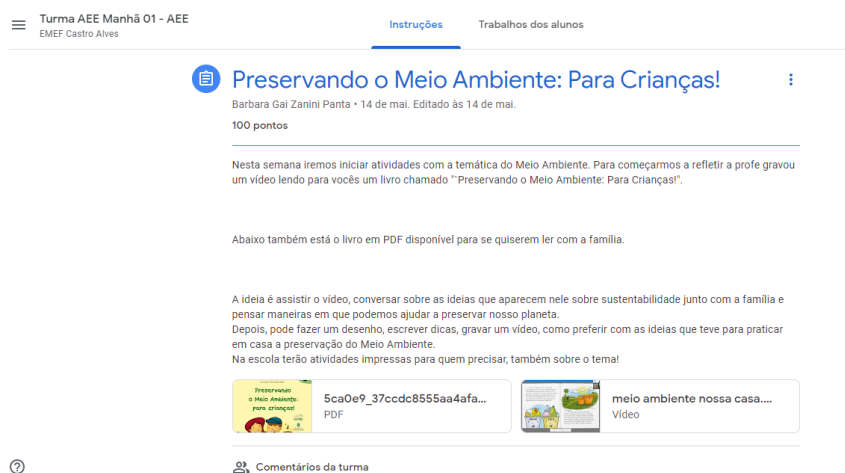 Turma AEE Manhã 01 - AEE
EMEF Castro Alves
Instruções
Trabalhos dos alunos
Preservando o Meio Ambiente: Para Crianças!
Barbara Gai Zanini Panta • 14 de mai. Editado às 14 de mai.
100 pontos
Nesta semana iremos iniciar atividades com a temática do Meio Ambiente. Para começarmos a refletir a profe gravou
um vídeo lendo para vocês um livro chamado "`Preservando o Meio Ambiente: Para Crianças!".
Abaixo também está o livro em PDF disponível para se quiserem ler com a família.
A ideia é assistir o vídeo, conversar sobre as ideias que aparecem nele sobre sustentabilidade junto com a família e
pensar maneiras em que podemos ajudar a preservar nosso planeta.
Depois, pode fazer um desenho, escrever dicas, gravar um vídeo, como preferir com as ideias que teve para praticar
em casa a preservação do Meio Ambiente.
Na escola terão atividades impressas para quem precisar, também sobre o tema!
Preservando
o Meio Ambiente:
para crianças!
5ca0e9_37ccdc8555aa4afa...
PDF
meio ambiente nossa casa....
Vídeo
Comentários da turma